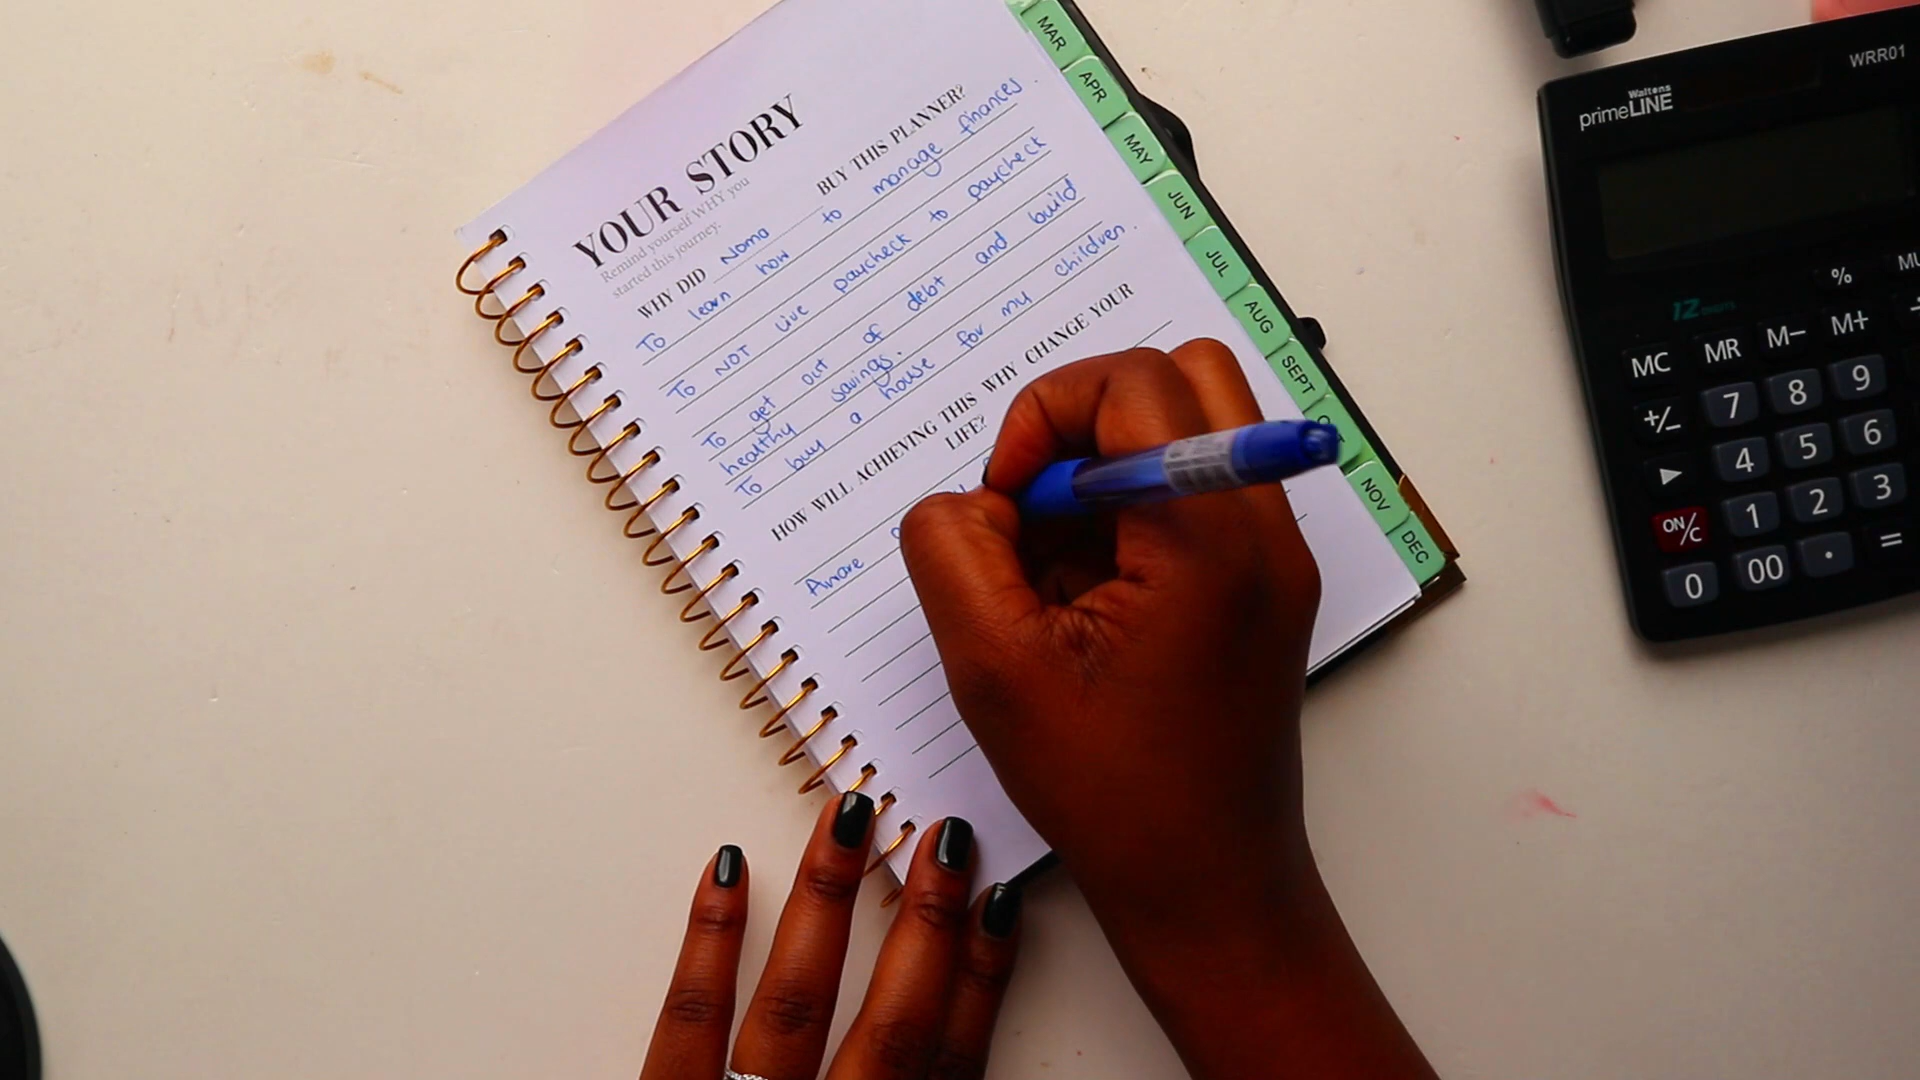 YOUR STORY
Remind yourself WHY you
started this journey.
WHY DID Noma BUY THIS PLANNER?
To learn how to manage finances.
To NOT live paycheck to paycheck
To get out of debt and build
healthy savings.
To buy a house for my children.
HOW WILL ACHIEVING THIS WHY CHANGE YOUR
LIFE?
Aware
MAR
APR
MAY
JUN
JUL
AUG
SEPT
NOV
DEC
Waltons
primeLINE
WRR01
12 DIGITS
%
MC MR M− M+
+/− 7 8 9
▶ 4 5 6
ON/C 1 2 3
0 00 · =